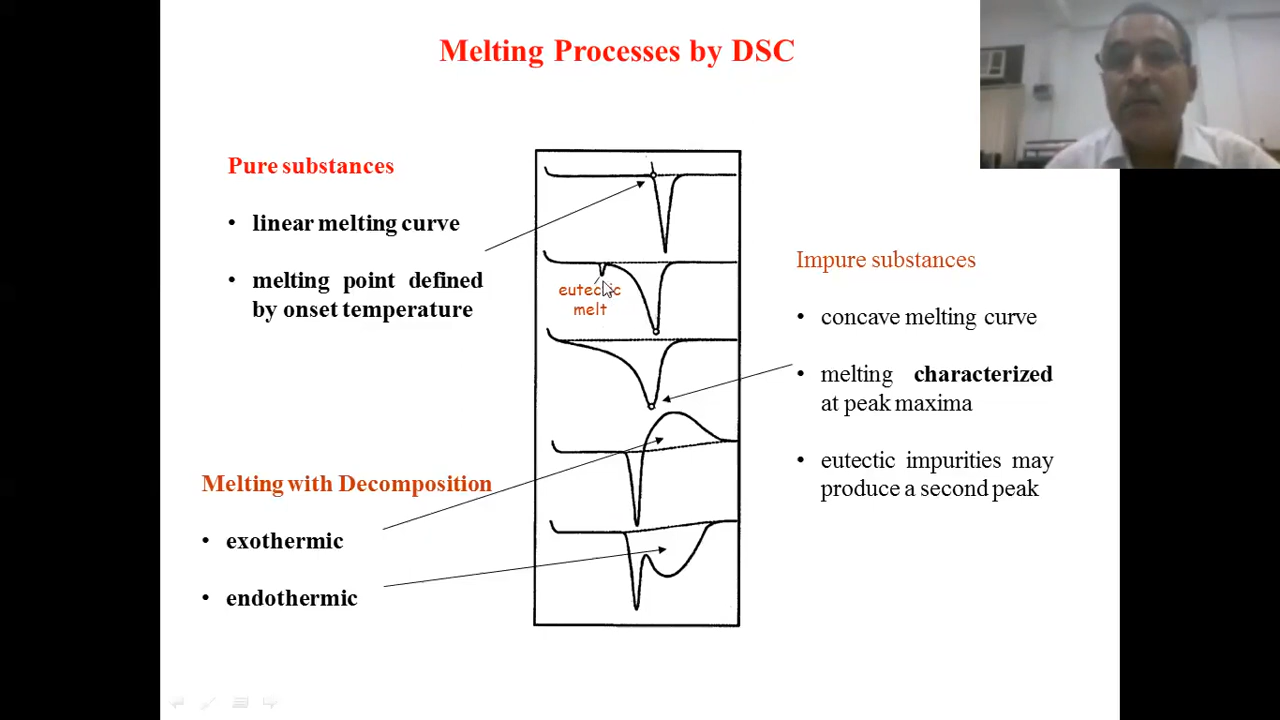 Melting Processes by DSC
Pure substances
• linear melting curve
• melting point defined
by onset temperature
eutectic
melt
Impure substances
• concave melting curve
• melting characterized
at peak maxima
• eutectic impurities may
produce a second peak
Melting with Decomposition
• exothermic
• endothermic